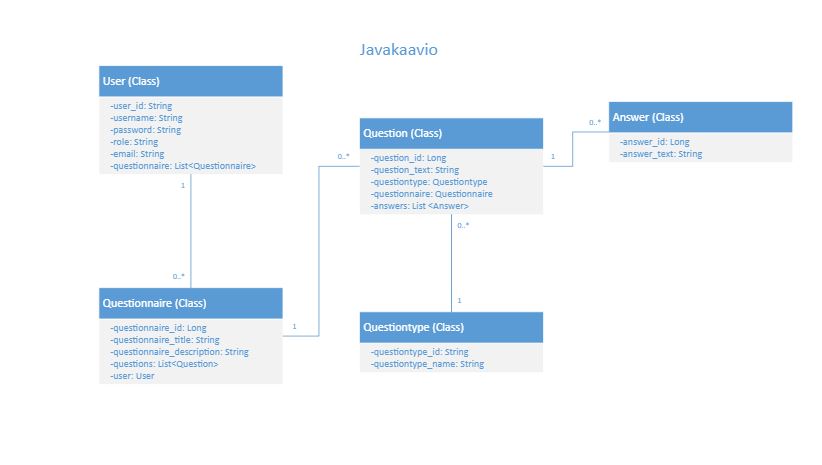 Javakaavio
User (Class)
-user_id: String
-username: String
-password: String
-role: String
-email: String
-questionnaire: List<Questionnaire>
1
0..*
Questionnaire (Class)
-questionnaire_id: Long
-questionnaire_title: String
-questionnaire_description: String
-questions: List<Question>
-user: User
1
0..*
Question (Class)
-question_id: Long
-question_text: String
-questiontype: Questiontype
-questionnaire: Questionnaire
-answers: List <Answer>
0..*
1
Questiontype (Class)
-questiontype_id: String
-questiontype_name: String
1
0..*
Answer (Class)
-answer_id: Long
-answer_text: String